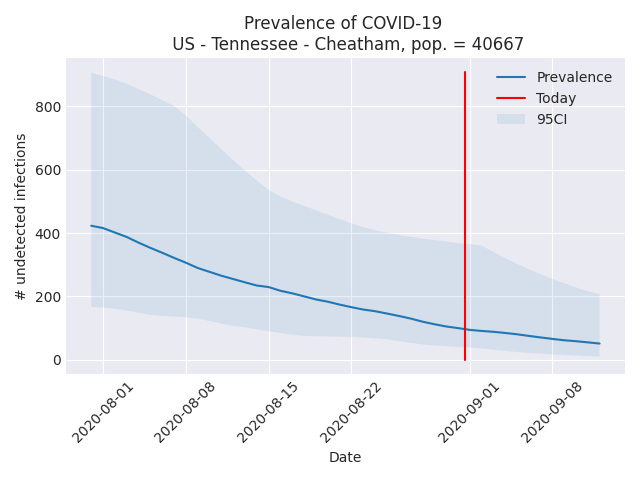 Prevalence of COVID-19
US - Tennessee - Cheatham, pop. = 40667
Prevalence
Today
95CI
# undetected infections
800
600
400
200
0
2020-08-01
2020-08-08
2020-08-15
2020-08-22
2020-09-01
2020-09-08
Date